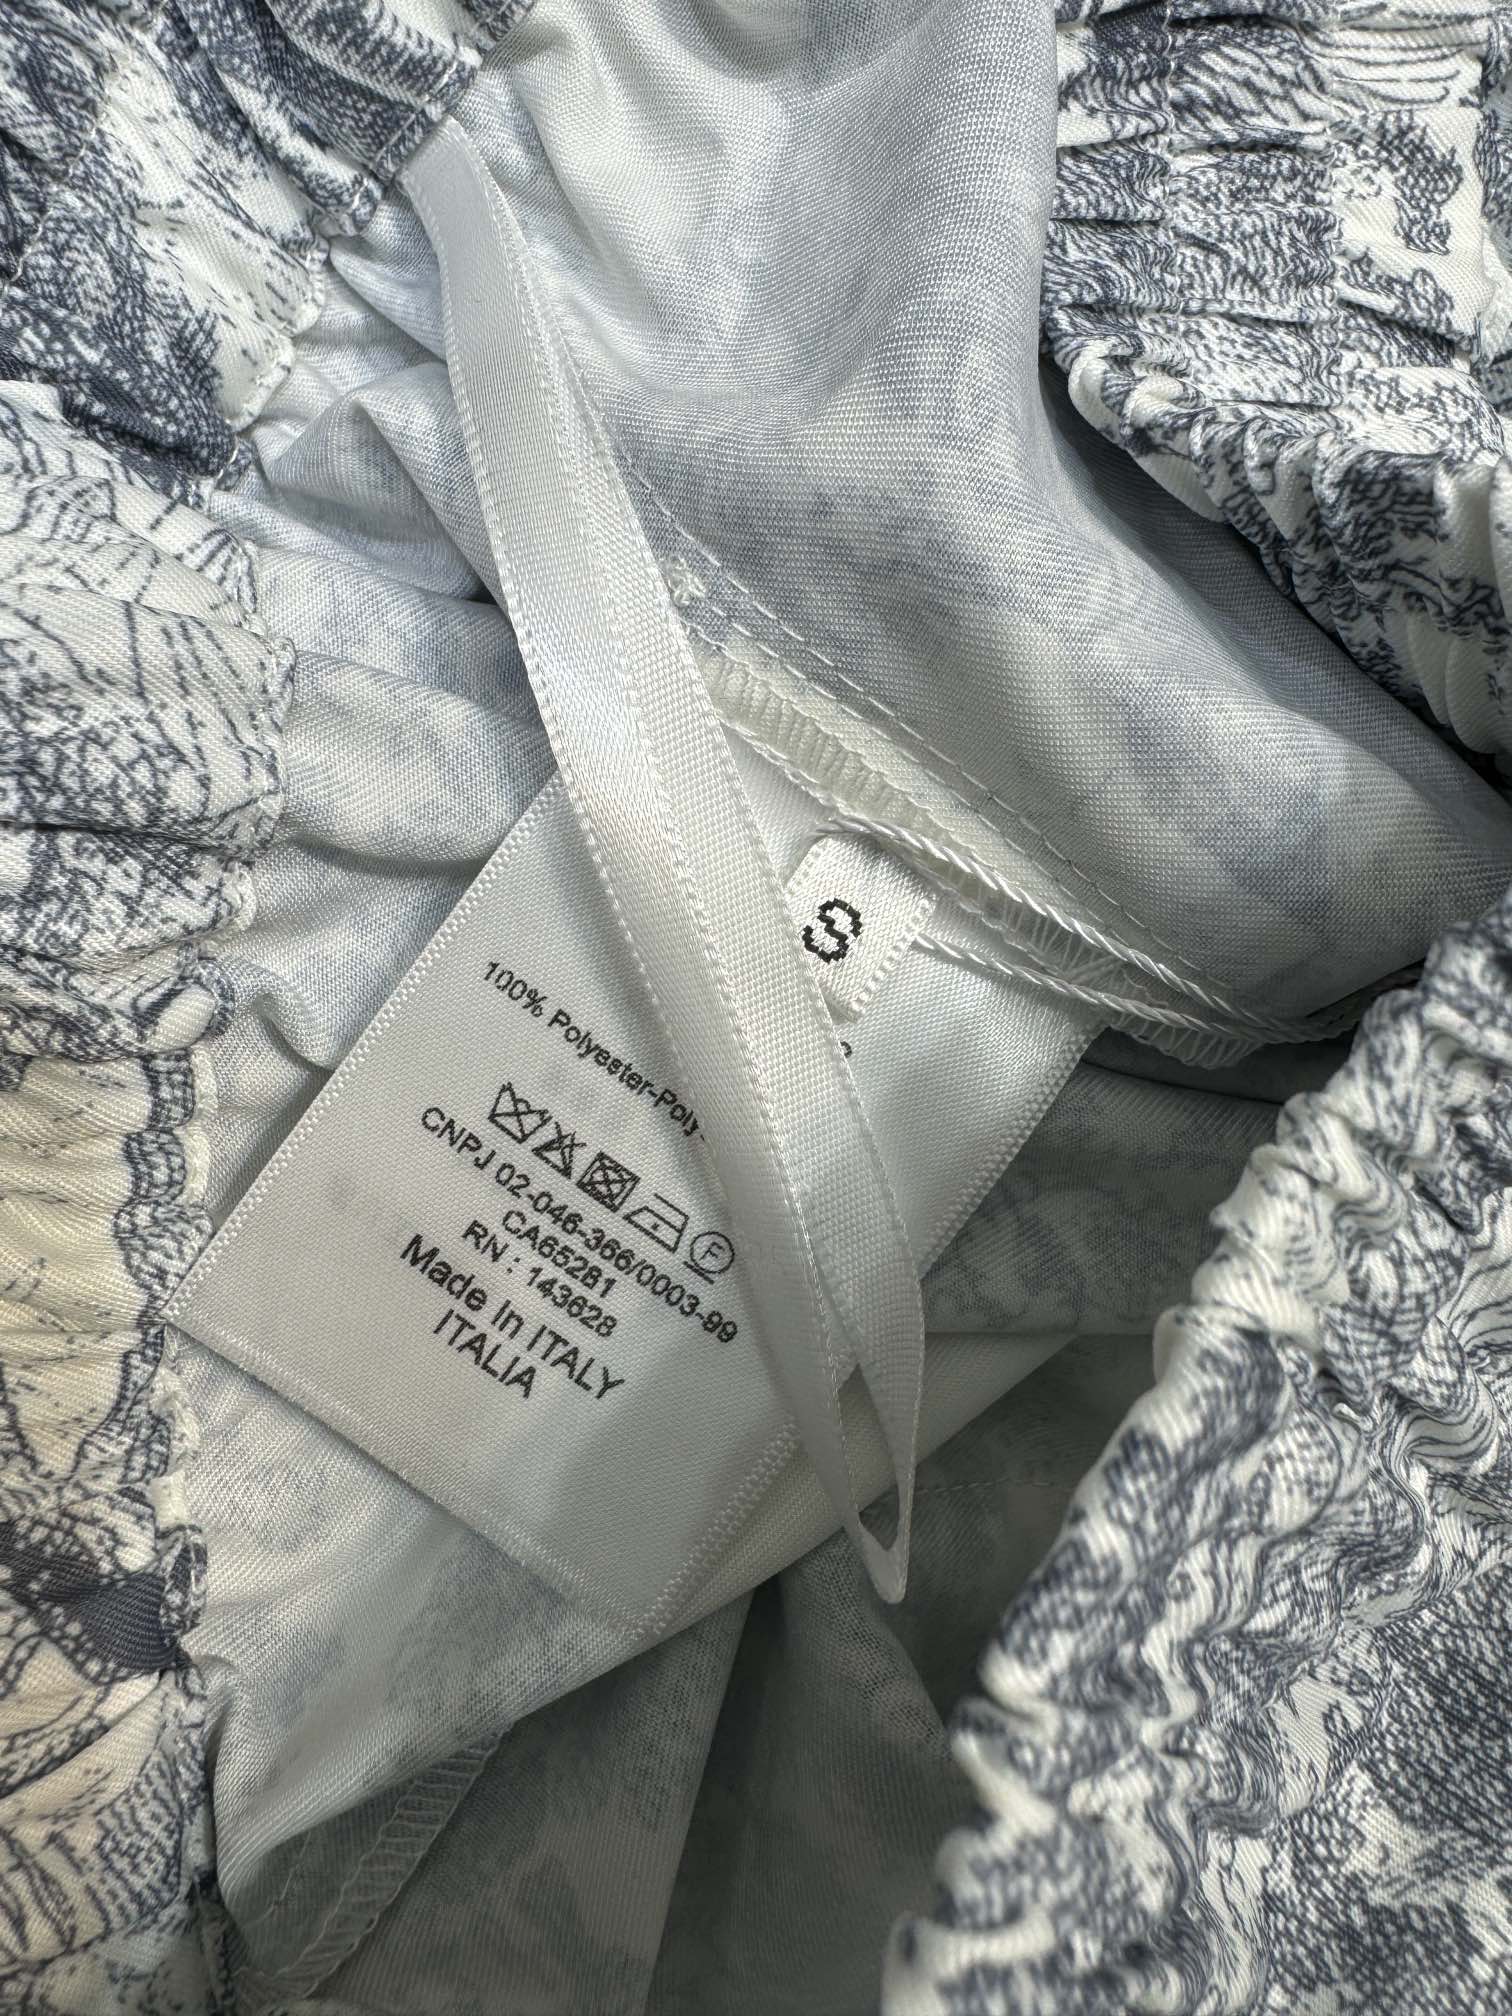 S
100% Polyester-Poly-
F
CNPJ 02-046-366/0003-99
CA65281
RN : 143628
Made in ITALY
ITALIA